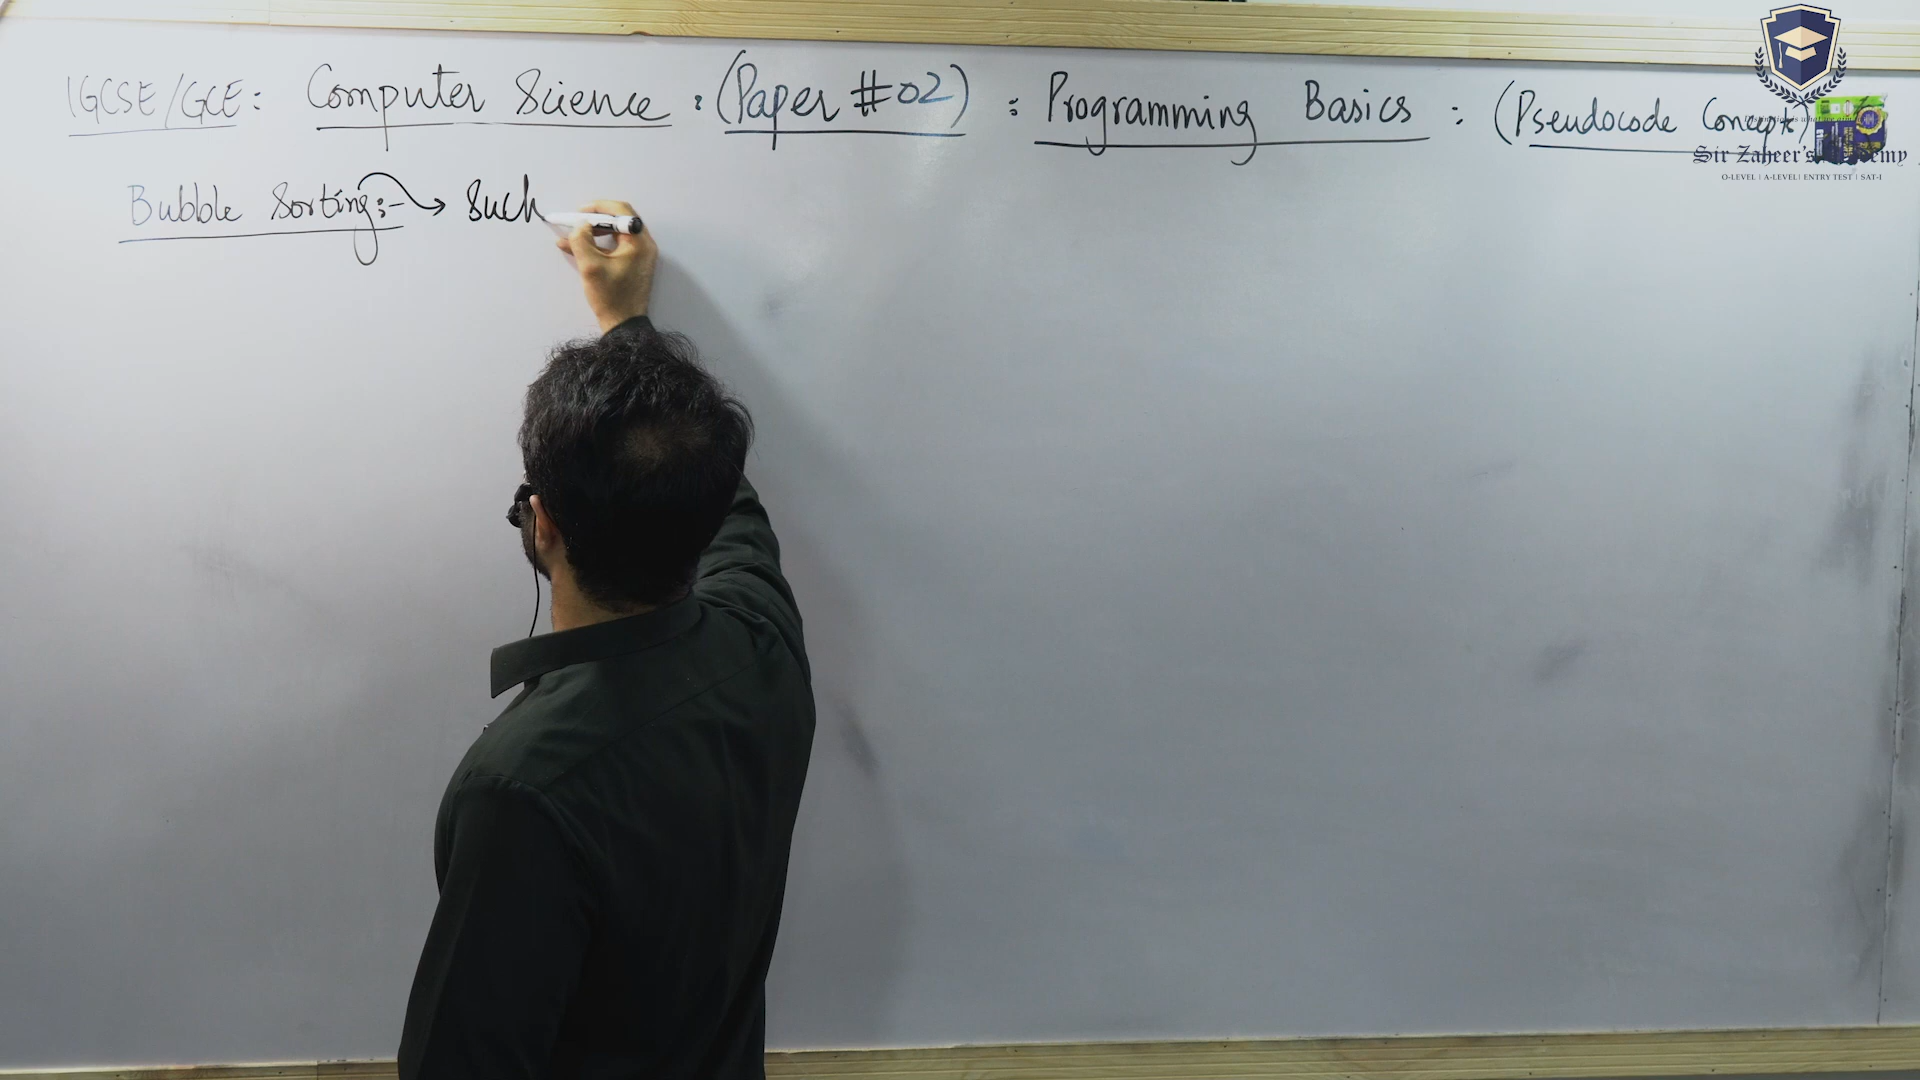 IGCSE/GCE: Computer Science : (Paper #02) : Programming Basics : (Pseudocode Concept)
Bubble Sorting:- → Such
Sir Zaheer's Academy
O-LEVEL | A-LEVEL | ENTRY TEST | SAT-I